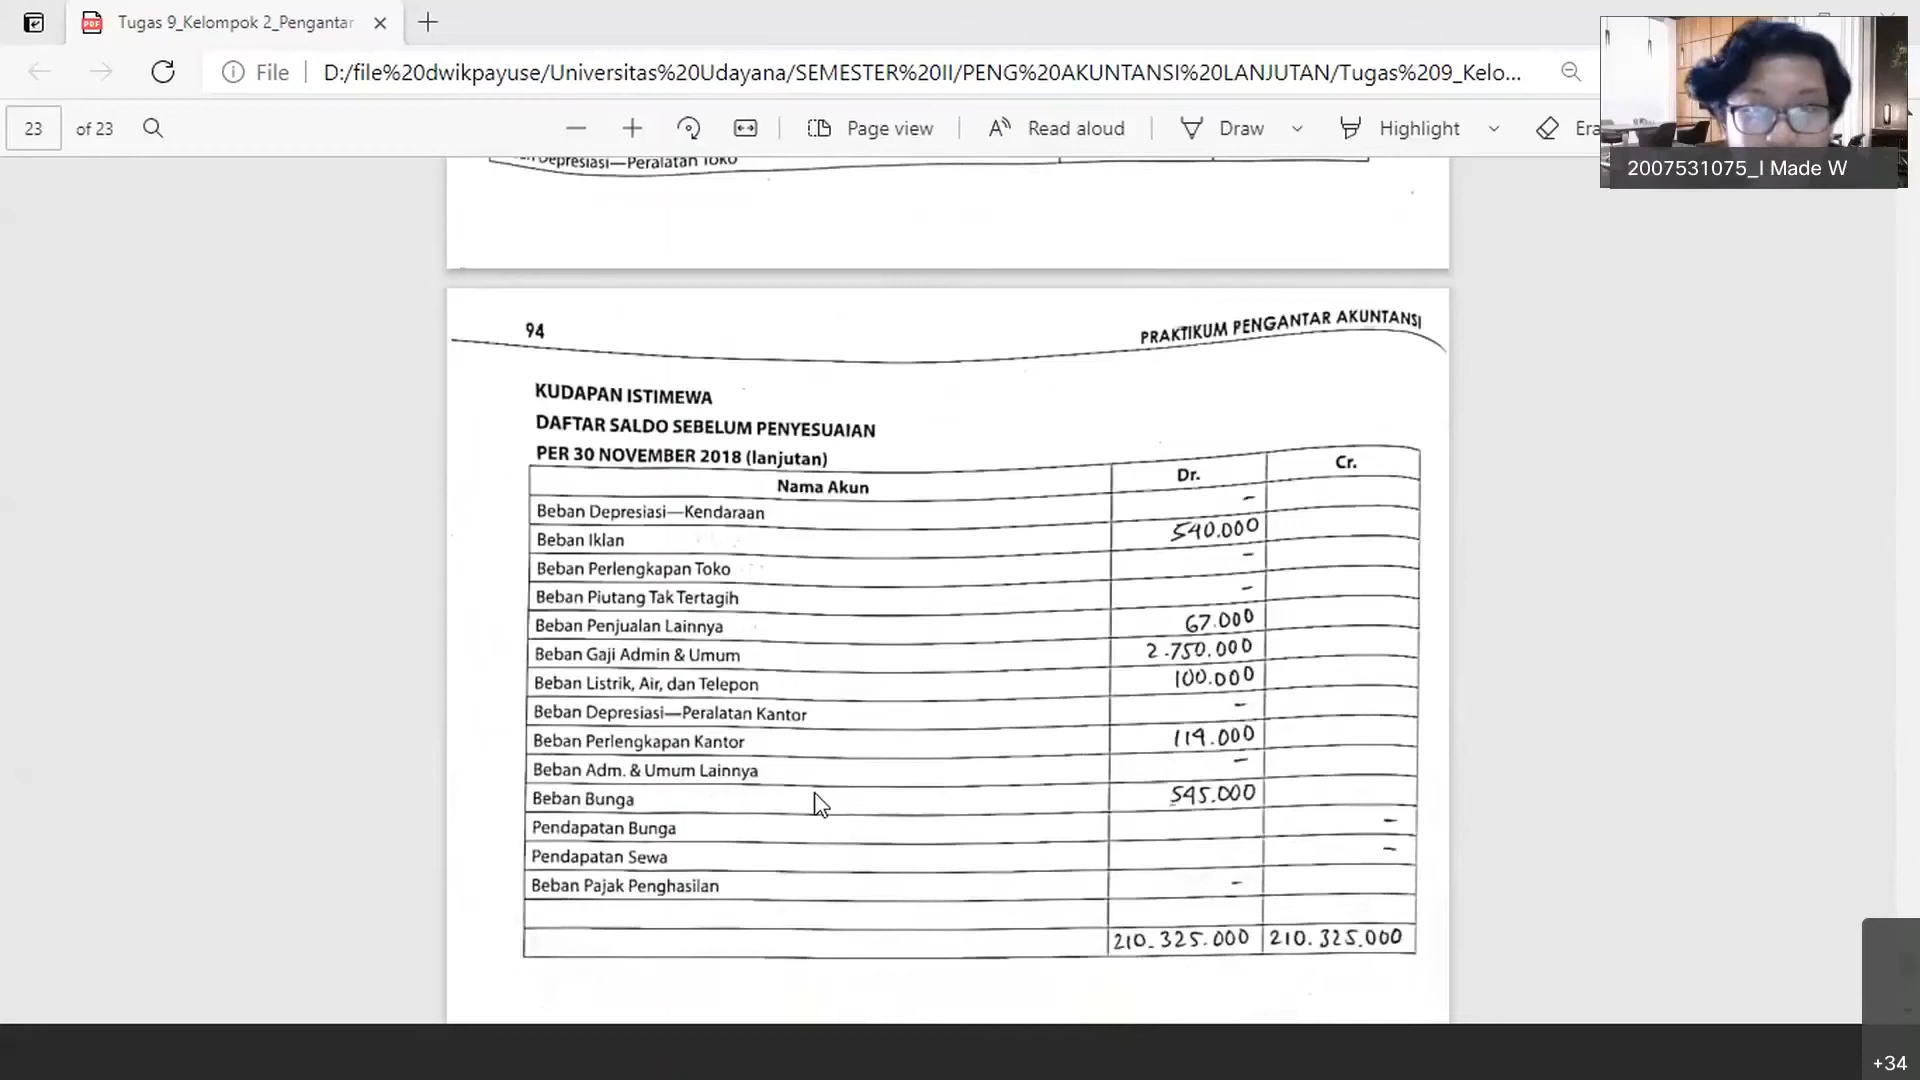 Tugas 9_Kelompok 2_Pengantar
File D:/file%20dwikpayuse/Universitas%20Udayana/SEMESTER%20II/PENG%20AKUNTANSI%20LANJUTAN/Tugas%209_Kelo...
23 of 23 Page view Read aloud Draw Highlight Era
2007531075_I Made W
Depresiasi—Peralatan Toko
94 PRAKTIKUM PENGANTAR AKUNTANSI
KUDAPAN ISTIMEWA
DAFTAR SALDO SEBELUM PENYESUAIAN
PER 30 NOVEMBER 2018 (lanjutan)
Nama Akun Dr. Cr.
Beban Depresiasi—Kendaraan -
Beban Iklan 540.000
Beban Perlengkapan Toko -
Beban Piutang Tak Tertagih -
Beban Penjualan Lainnya 67.000
Beban Gaji Admin & Umum 2.750.000
Beban Listrik, Air, dan Telepon 100.000
Beban Depresiasi—Peralatan Kantor -
Beban Perlengkapan Kantor
Beban Adm. & Umum Lainnya -
Beban Bunga
Pendapatan Bunga -
Pendapatan Sewa -
Beban Pajak Penghasilan -
210.325.000 210.325.000
+34